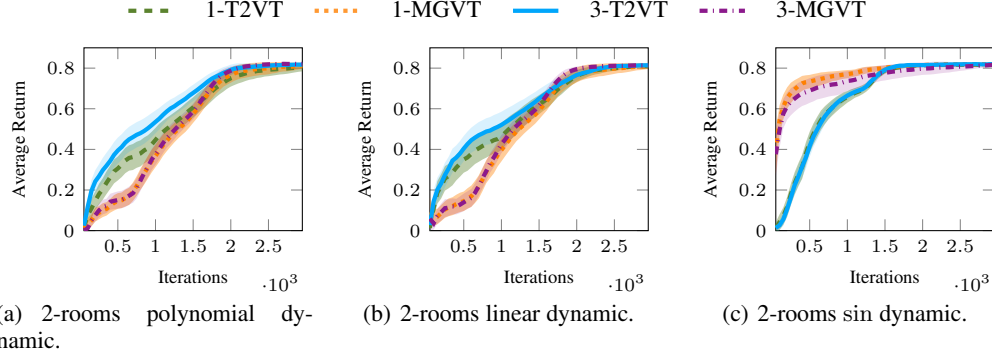 1-T2VT 1-MGVT 3-T2VT 3-MGVT
Average Return
0.8
0.6
0.4
0.2
0
0.5 1 1.5 2 2.5
Iterations
·10³
Average Return
0.8
0.6
0.4
0.2
0
0.5 1 1.5 2 2.5
Iterations
·10³
Average Return
0.8
0.6
0.4
0.2
0
0.5 1 1.5 2 2.5
Iterations
·10³
(a) 2-rooms polynomial dy-
namic.
(b) 2-rooms linear dynamic.
(c) 2-rooms sin dynamic.